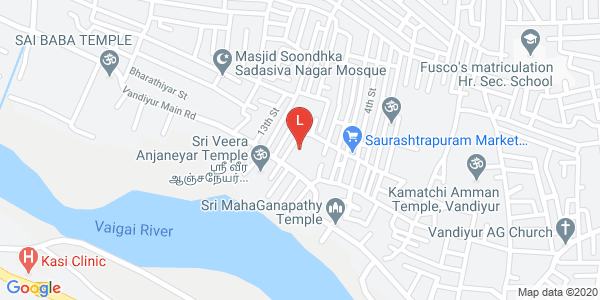 SAI BABA TEMPLE
Masjid Soondhka
Sadasiva Nagar Mosque
Fusco's matriculation
Hr. Sec. School
Bharathiyar St
Vandiyur Main Rd
13th St
4th St
L
Saurashtrapuram Market...
Sri Veera
Anjaneyar Temple
ஸ்ரீ வீர
ஆஞ்சநேயர்...
Kamatchi Amman
Temple, Vandiyur
Sri MahaGanapathy
Temple
Vandiyur AG Church
Vaigai River
H
Kasi Clinic
Map data ©2020